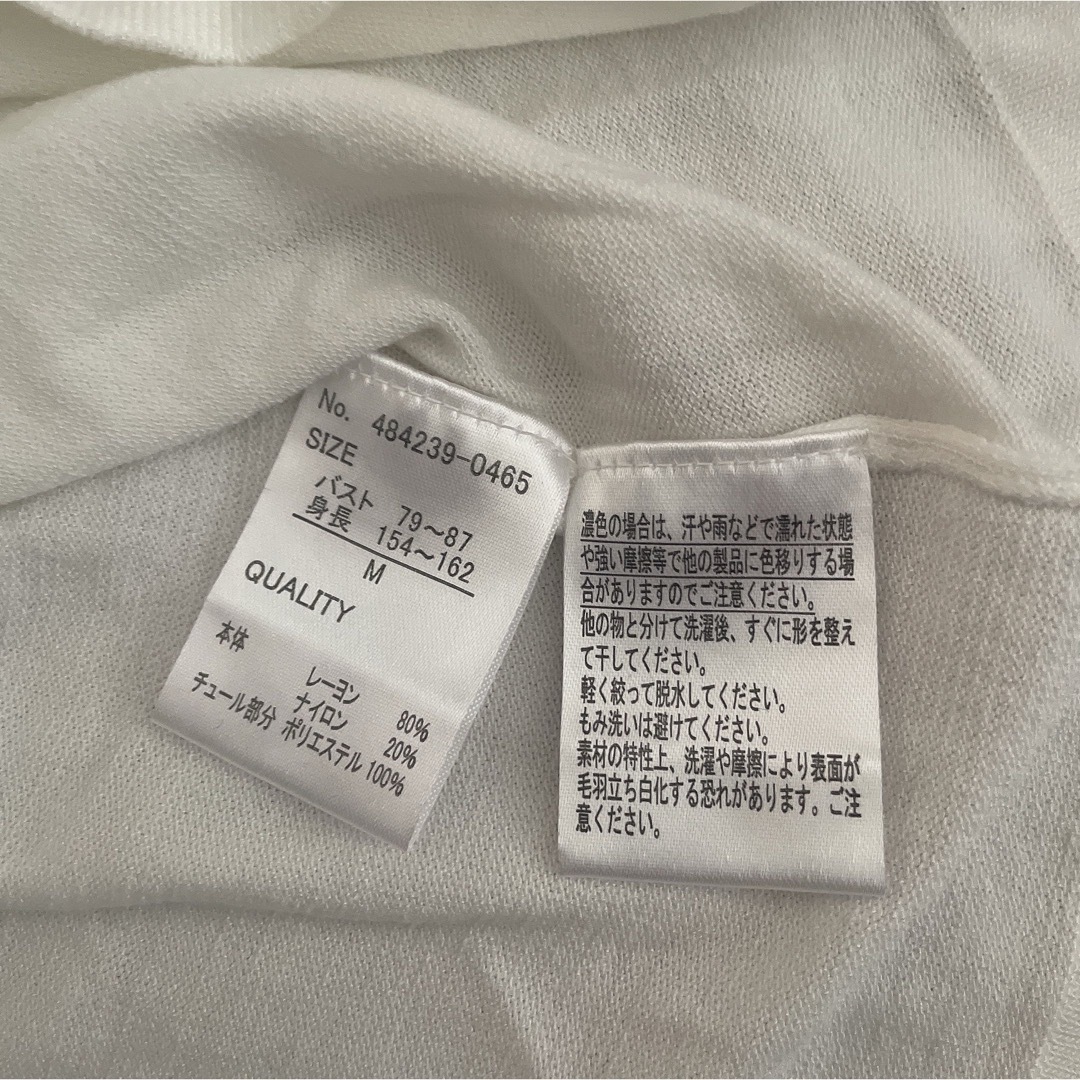 No. 484239-0465
SIZE
バスト 79～87
身長 154～162
M
QUALITY
本体 レーヨン 80%
ナイロン 20%
チュール部分 ポリエステル 100%
濃色の場合は、汗や雨などで濡れた状態
や強い摩擦等で他の製品に色移りする場
合がありますのでご注意ください。
他の物と分けて洗濯後、すぐに形を整え
て干してください。
軽く絞って脱水してください。
もみ洗いは避けてください。
素材の特性上、洗濯や摩擦により表面が
毛羽立ち白化する恐れがあります。ご注
意ください。